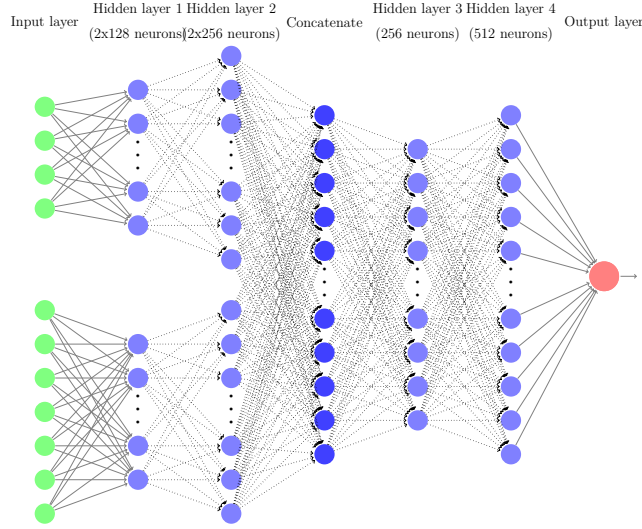 Input layer
Hidden layer 1
(2x128 neurons)
Hidden layer 2
(2x256 neurons)
Concatenate
Hidden layer 3
(256 neurons)
Hidden layer 4
(512 neurons)
Output layer